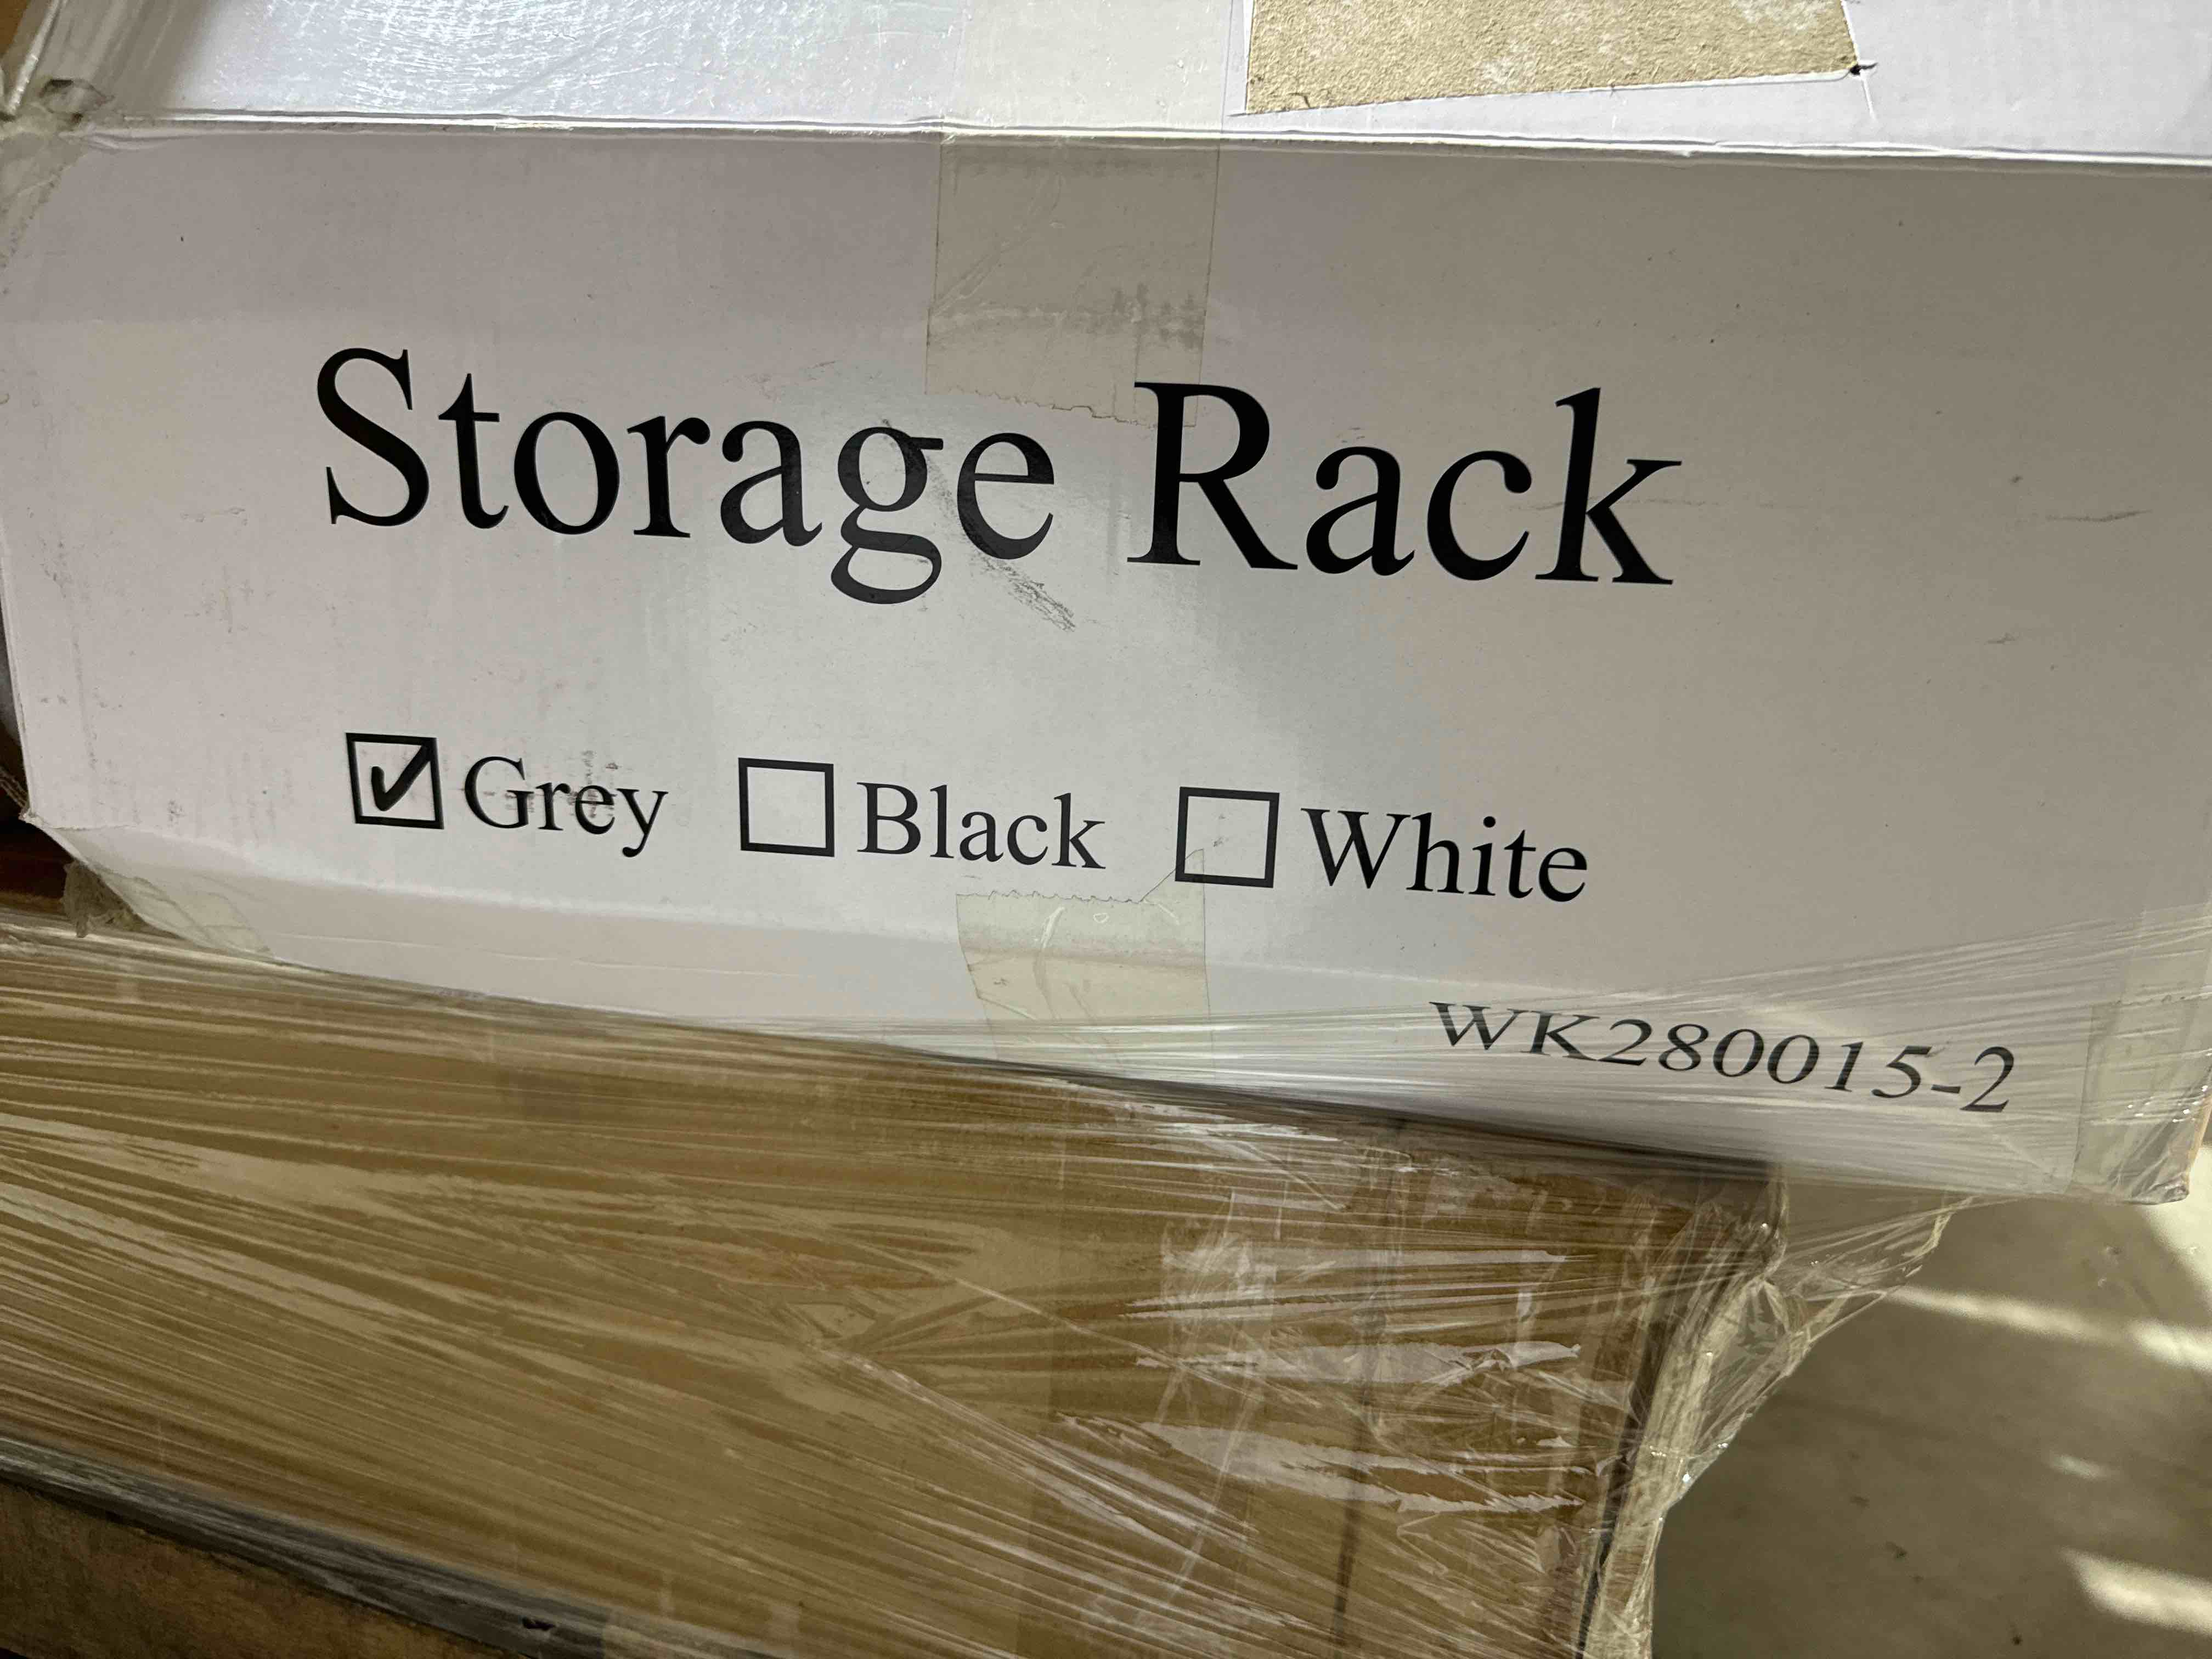 Storage Rack
☑Grey ☐Black ☐White
WK280015-2